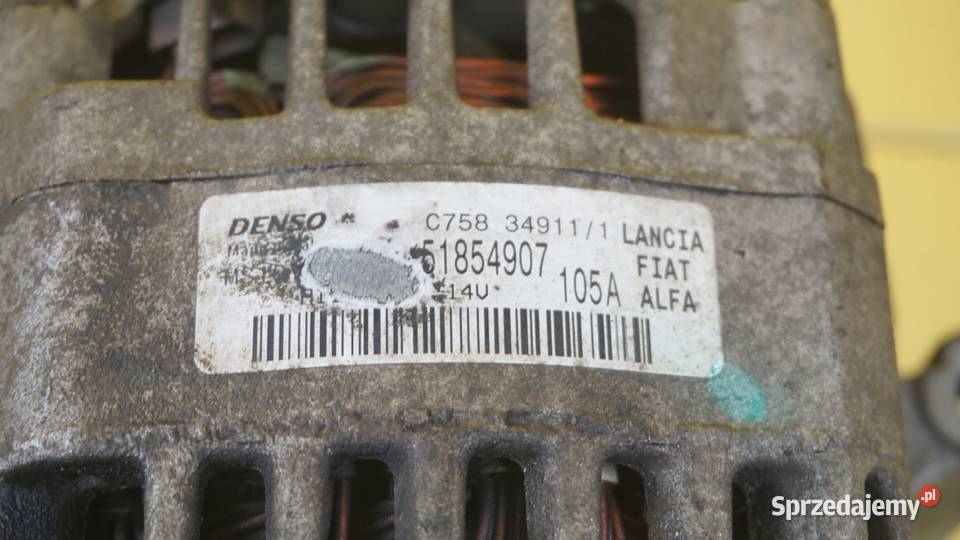 DENSO C758 34911/1 LANCIA
51854907 FIAT
14V 105A ALFA
Sprzedajemy.pl